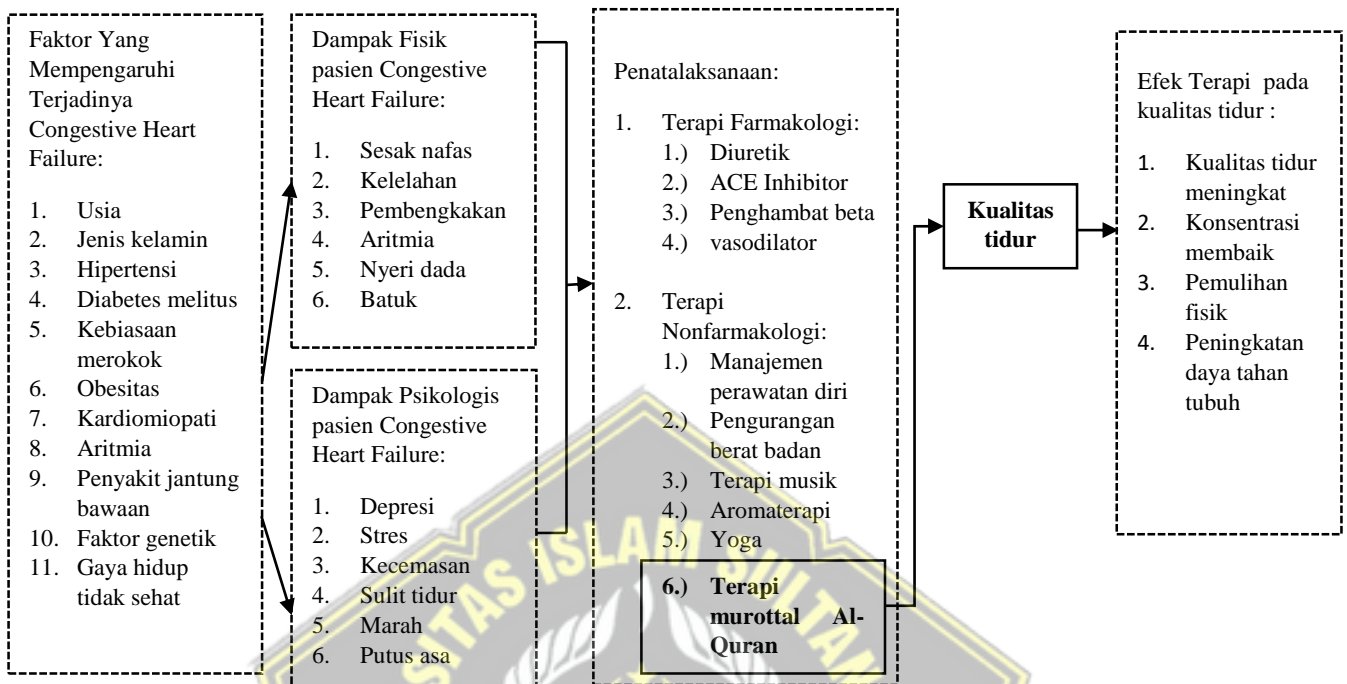 Faktor Yang
Mempengaruhi
Terjadinya
Congestive Heart
Failure:
1. Usia
2. Jenis kelamin
3. Hipertensi
4. Diabetes melitus
5. Kebiasaan
merokok
6. Obesitas
7. Kardiomiopati
8. Aritmia
9. Penyakit jantung
bawaan
10. Faktor genetik
11. Gaya hidup
tidak sehat
Dampak Fisik
pasien Congestive
Heart Failure:
1. Sesak nafas
2. Kelelahan
3. Pembengkakan
4. Aritmia
5. Nyeri dada
6. Batuk
Dampak Psikologis
pasien Congestive
Heart Failure:
1. Depresi
2. Stres
3. Kecemasan
4. Sulit tidur
5. Marah
6. Putus asa
Penatalaksanaan:
1. Terapi Farmakologi:
1.) Diuretik
2.) ACE Inhibitor
3.) Penghambat beta
4.) vasodilator
2. Terapi
Nonfarmakologi:
1.) Manajemen
perawatan diri
2.) Pengurangan
berat badan
3.) Terapi musik
4.) Aromaterapi
5.) Yoga
6.) Terapi
murottal Al-
Quran
Kualitas
tidur
Efek Terapi pada
kualitas tidur :
1. Kualitas tidur
meningkat
2. Konsentrasi
membaik
3. Pemulihan
fisik
4. Peningkatan
daya tahan
tubuh
SITAS ISLAM SULTAN